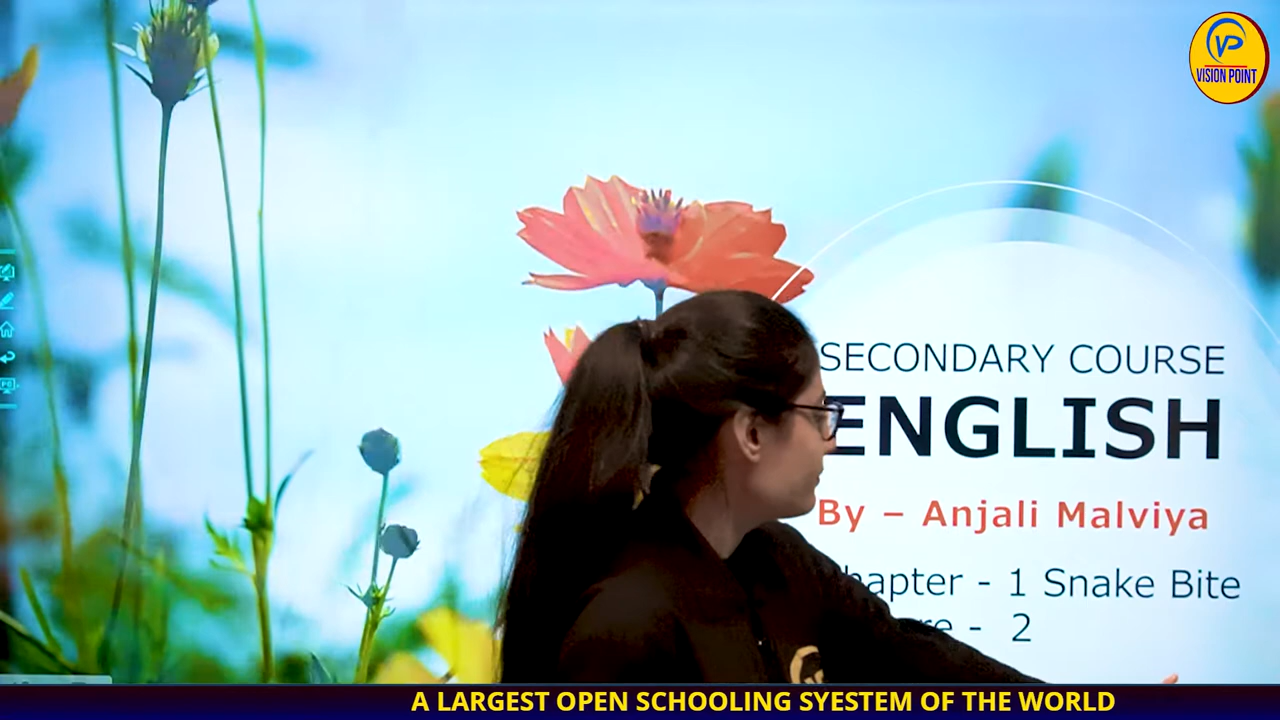 VP
VISION POINT
SECONDARY COURSE
ENGLISH
By – Anjali Malviya
- 1 Snake Bite
- 2
A LARGEST OPEN SCHOOLING SYESTEM OF THE WORLD